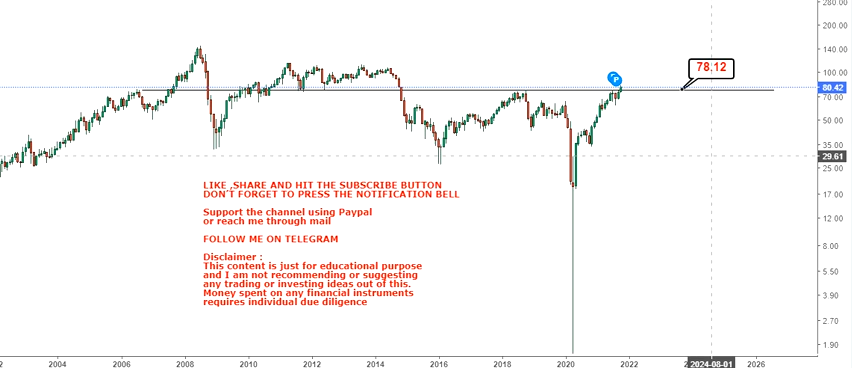 280.00
200.00
140.00
100.00
78.12
80.42
70.00
50.00
35.00
29.61
25.00
17.00
12.00
8.00
5.50
3.90
2.70
1.90
P
LIKE ,SHARE AND HIT THE SUBSCRIBE BUTTON
DON'T FORGET TO PRESS THE NOTIFICATION BELL
Support the channel using Paypal
or reach me through mail
FOLLOW ME ON TELEGRAM
Disclaimer :
This content is just for educational purpose
and I am not recommending or suggesting
any trading or investing ideas out of this.
Money spent on any financial instruments
requires individual due diligence
2004 2006 2008 2010 2012 2014 2016 2018 2020 2022 2024-08-01 2026